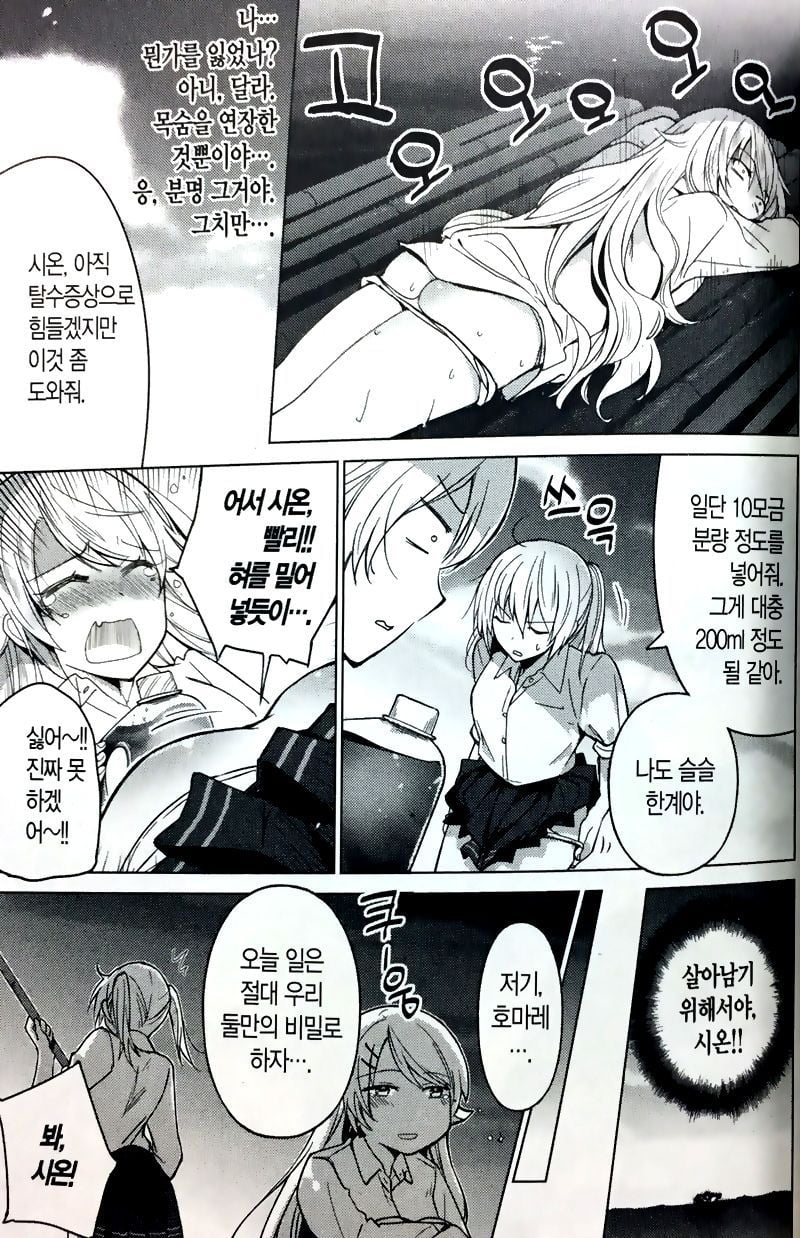 고
오
오
오
오
나…
뭔가를 잃었나?
아니, 달라.
목숨을 연장한
것뿐이야….
응, 분명 그거야.
그치만….
시온, 아직
탈수증상으로
힘들겠지만
이것 좀
도와줘.
일단 10모금
분량 정도를
넣어줘.
그게 대충
200ml 정도
될 같아.
나도 슬슬
한계야.
쓰윽
어서 시온,
빨리!!
혀를 밀어
넣듯이….
싫어~!!
진짜 못
하겠
어~!!
살아남기
위해서야,
시온!!
저기,
호마레
….
쿠웅
오늘 일은
절대 우리
둘만의 비밀로
하자….
봐,
시온!